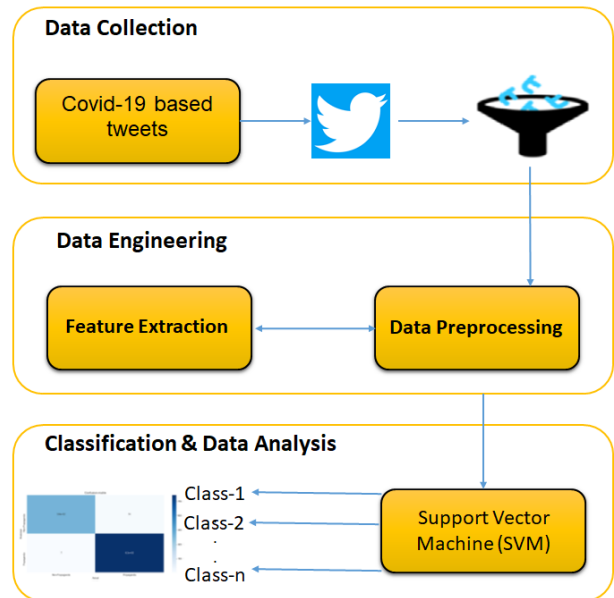 Data Collection
Covid-19 based
tweets
Data Engineering
Feature Extraction
Data Preprocessing
Classification & Data Analysis
Class-1
Class-2
.
.
Class-n
Support Vector
Machine (SVM)